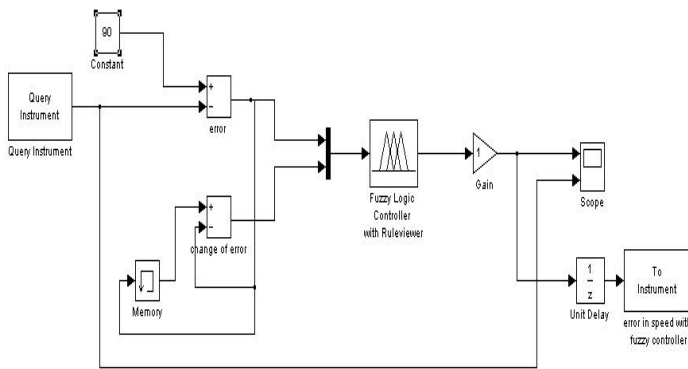 90
Constant
Query
Instrument
Query Instrument
+
−
error
+
−
change of error
Memory
Fuzzy Logic
Controller
with Ruleviewer
1
Gain
Scope
1
z
Unit Delay
To
Instrument
error in speed with
fuzzy controller